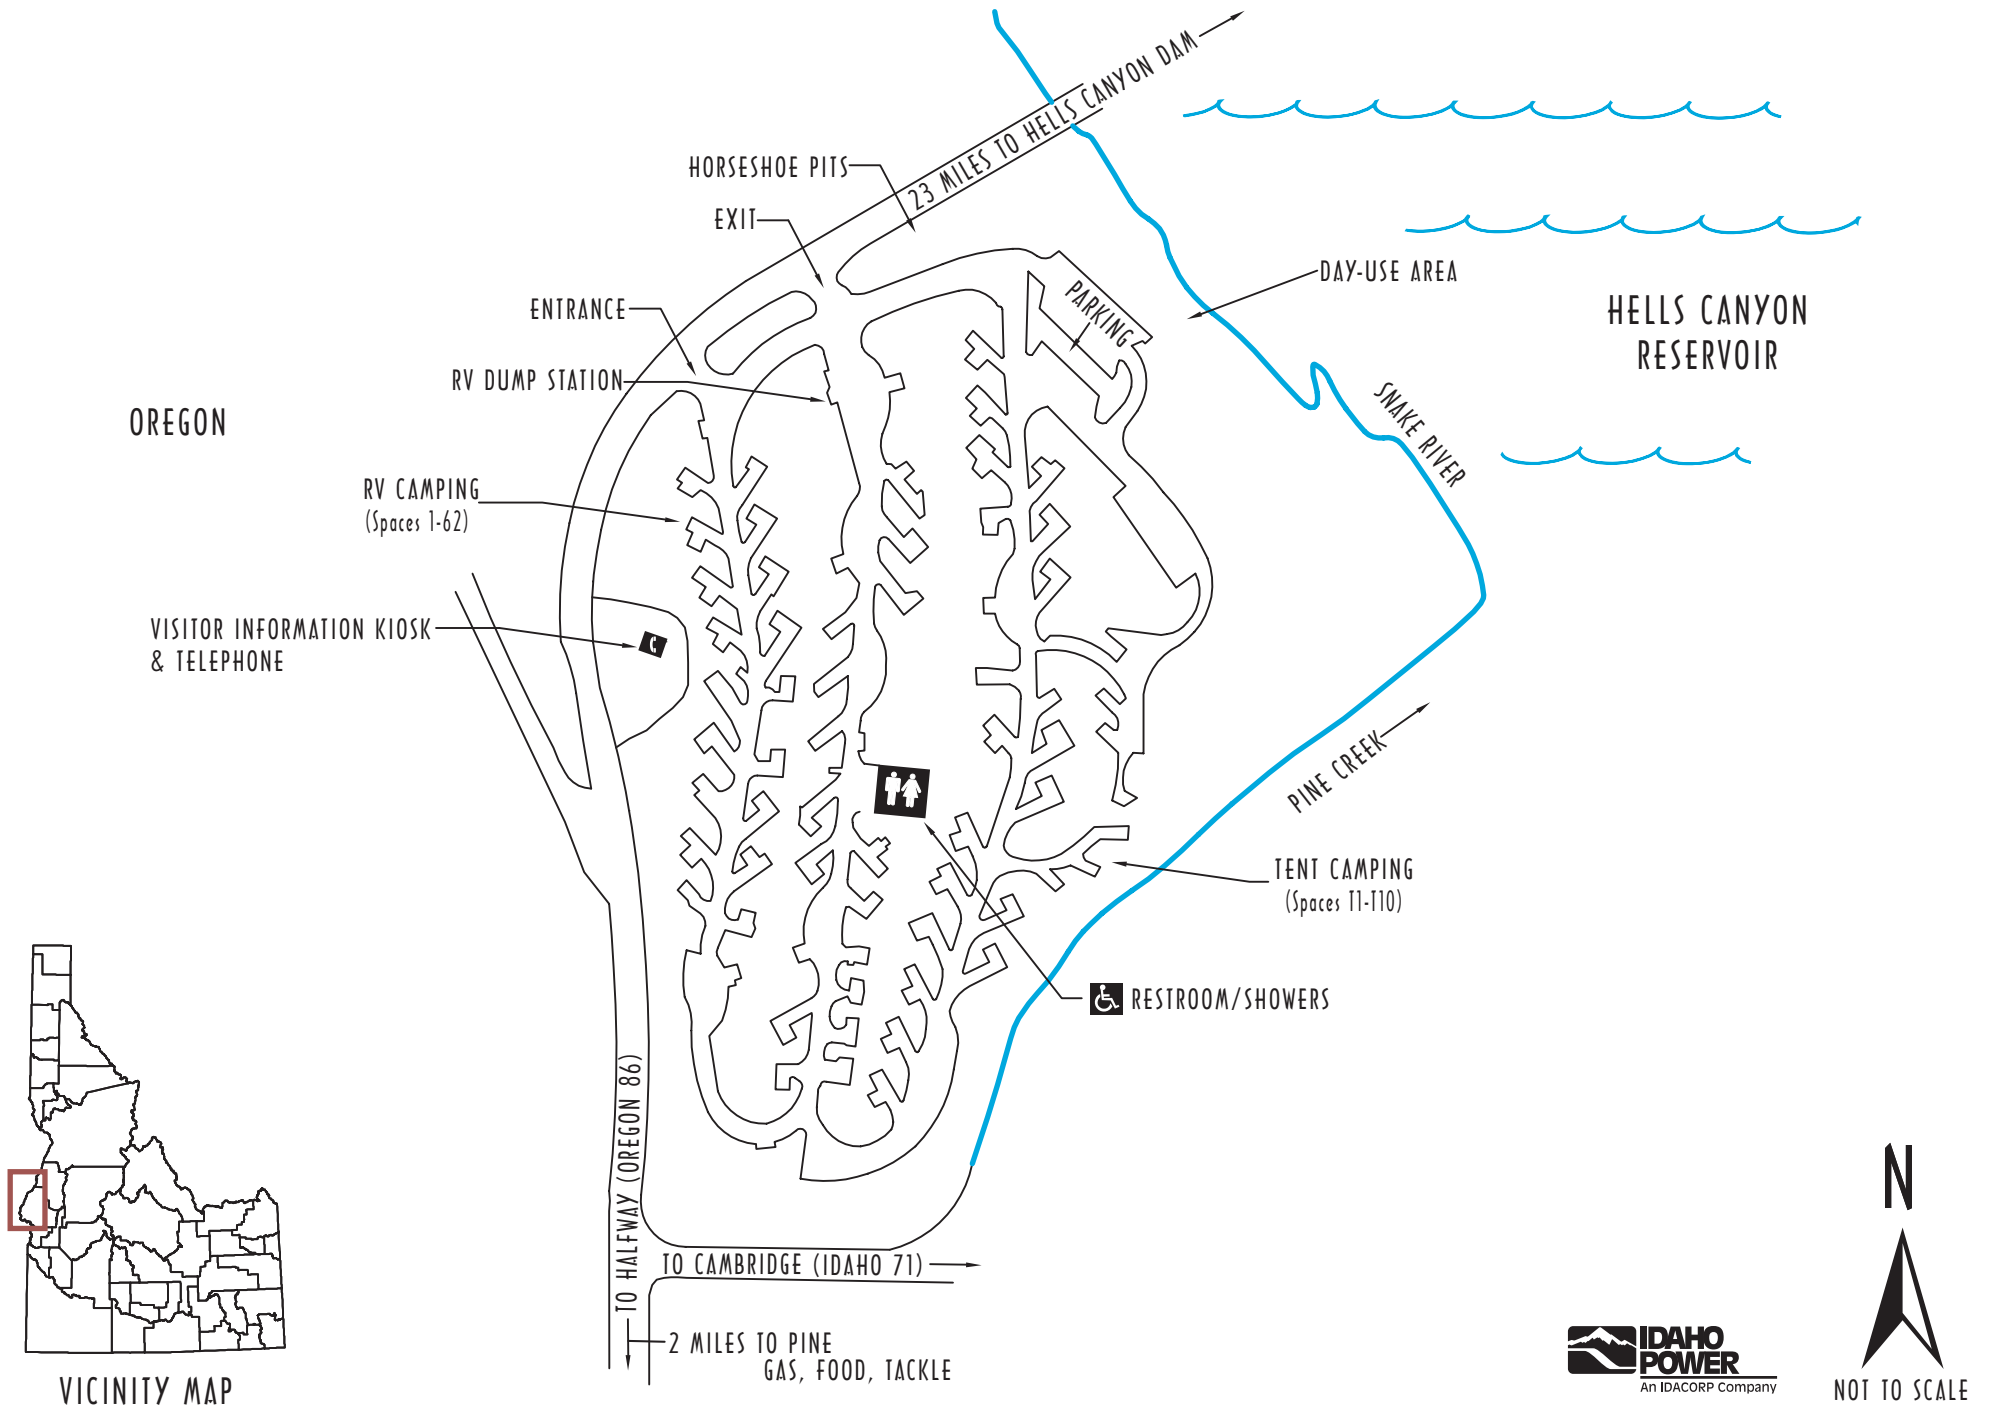 23 MILES TO HELLS CANYON DAM
HORSESHOE PITS
EXIT
DAY-USE AREA
PARKING
ENTRANCE
HELLS CANYON
RESERVOIR
RV DUMP STATION
OREGON
SNAKE RIVER
RV CAMPING
(Spaces 1-62)
VISITOR INFORMATION KIOSK
& TELEPHONE
PINE CREEK
TENT CAMPING
(Spaces T1-T10)
RESTROOM/SHOWERS
TO HALFWAY (OREGON 86)
TO CAMBRIDGE (IDAHO 71)
2 MILES TO PINE
GAS, FOOD, TACKLE
VICINITY MAP
N
NOT TO SCALE
IDAHO
POWER
An IDACORP Company